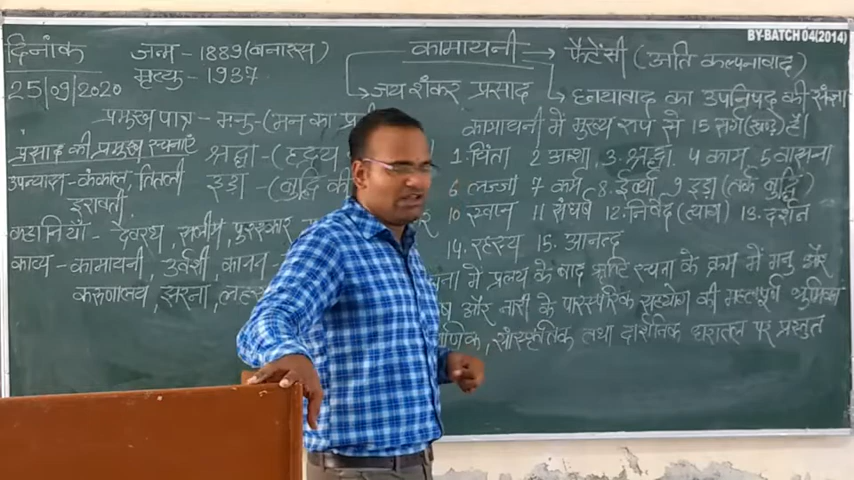 BY-BATCH 04(2014)
दिनांक
25/09/2020
जन्म - 1889 (बनारस)
मृत्यु - 1937
कामायनी → फैंटेसी (अति कल्पनावाद)
जय शंकर प्रसाद
छायावाद का उपनिषद की संज्ञा
प्रमुख पात्र - मनु - (मन का
श्रद्धा - (हृदय
इड़ा - (बुद्धि की
प्रसाद की प्रमुख रचनाएँ
उपन्यास - कंकाल, तितली
इरावती
कहानियाँ - देवरथ, सलीम, पुरस्कार
काव्य - कामायनी, उर्वशी, कानन
करुणालय, झरना,
कामायनी में मुख्य रूप से 15 सर्ग (खण्ड) हैं।
1. चिंता 2 आशा, 3. श्रद्धा. 4 काम 5 वासना
6 लज्जा 7 कर्म 8. ईर्ष्या 9 इड़ा (तर्क बुद्धि)
10 स्वप्न 11 संघर्ष 12. निर्वेद (त्याग) 13. दर्शन
14. रहस्य 15. आनन्द
में प्रलय के बाद सृष्टि रचना के क्रम में मनु और
और नारी के पारस्परिक सहयोग की महत्वपूर्ण भूमिका
सांस्कृतिक तथा दार्शनिक धरातल पर प्रस्तुत